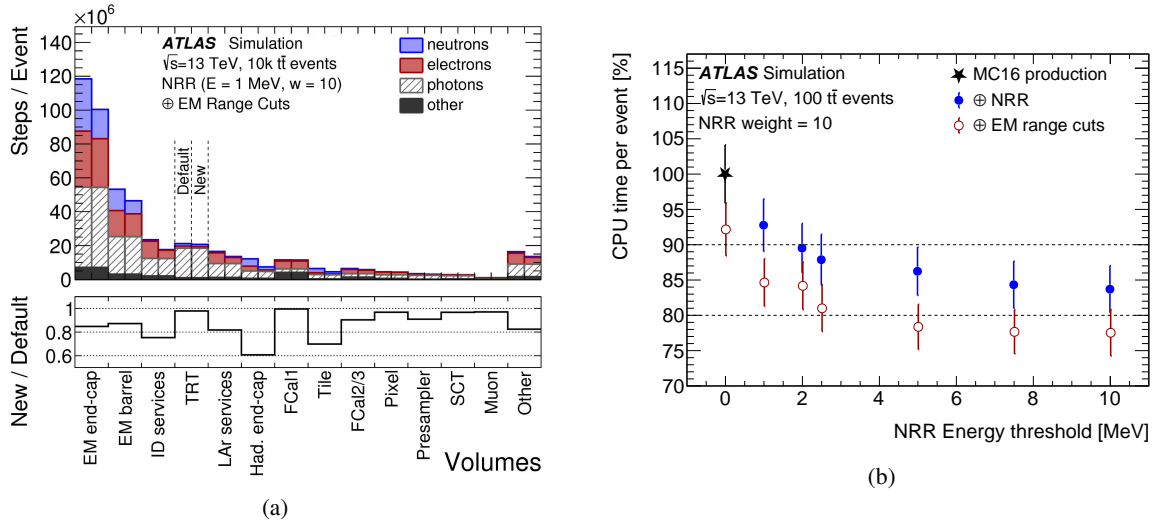 ×10⁶
Steps / Event
140
120
100
80
60
40
20
0
ATLAS Simulation
√s=13 TeV, 10k tt̄ events
NRR (E = 1 MeV, w = 10)
⊕ EM Range Cuts
neutrons
electrons
photons
other
Default
New
New / Default
1
0.8
0.6
EM end-cap
EM barrel
ID services
TRT
LAr services
Had. end-cap
FCal1
Tile
FCal2/3
Pixel
Presampler
SCT
Muon
Other
Volumes
(a)
CPU time per event [%]
115
110
105
100
95
90
85
80
75
70
ATLAS Simulation
√s=13 TeV, 100 tt̄ events
NRR weight = 10
MC16 production
⊕ NRR
⊕ EM range cuts
0 2 4 6 8 10
NRR Energy threshold [MeV]
(b)